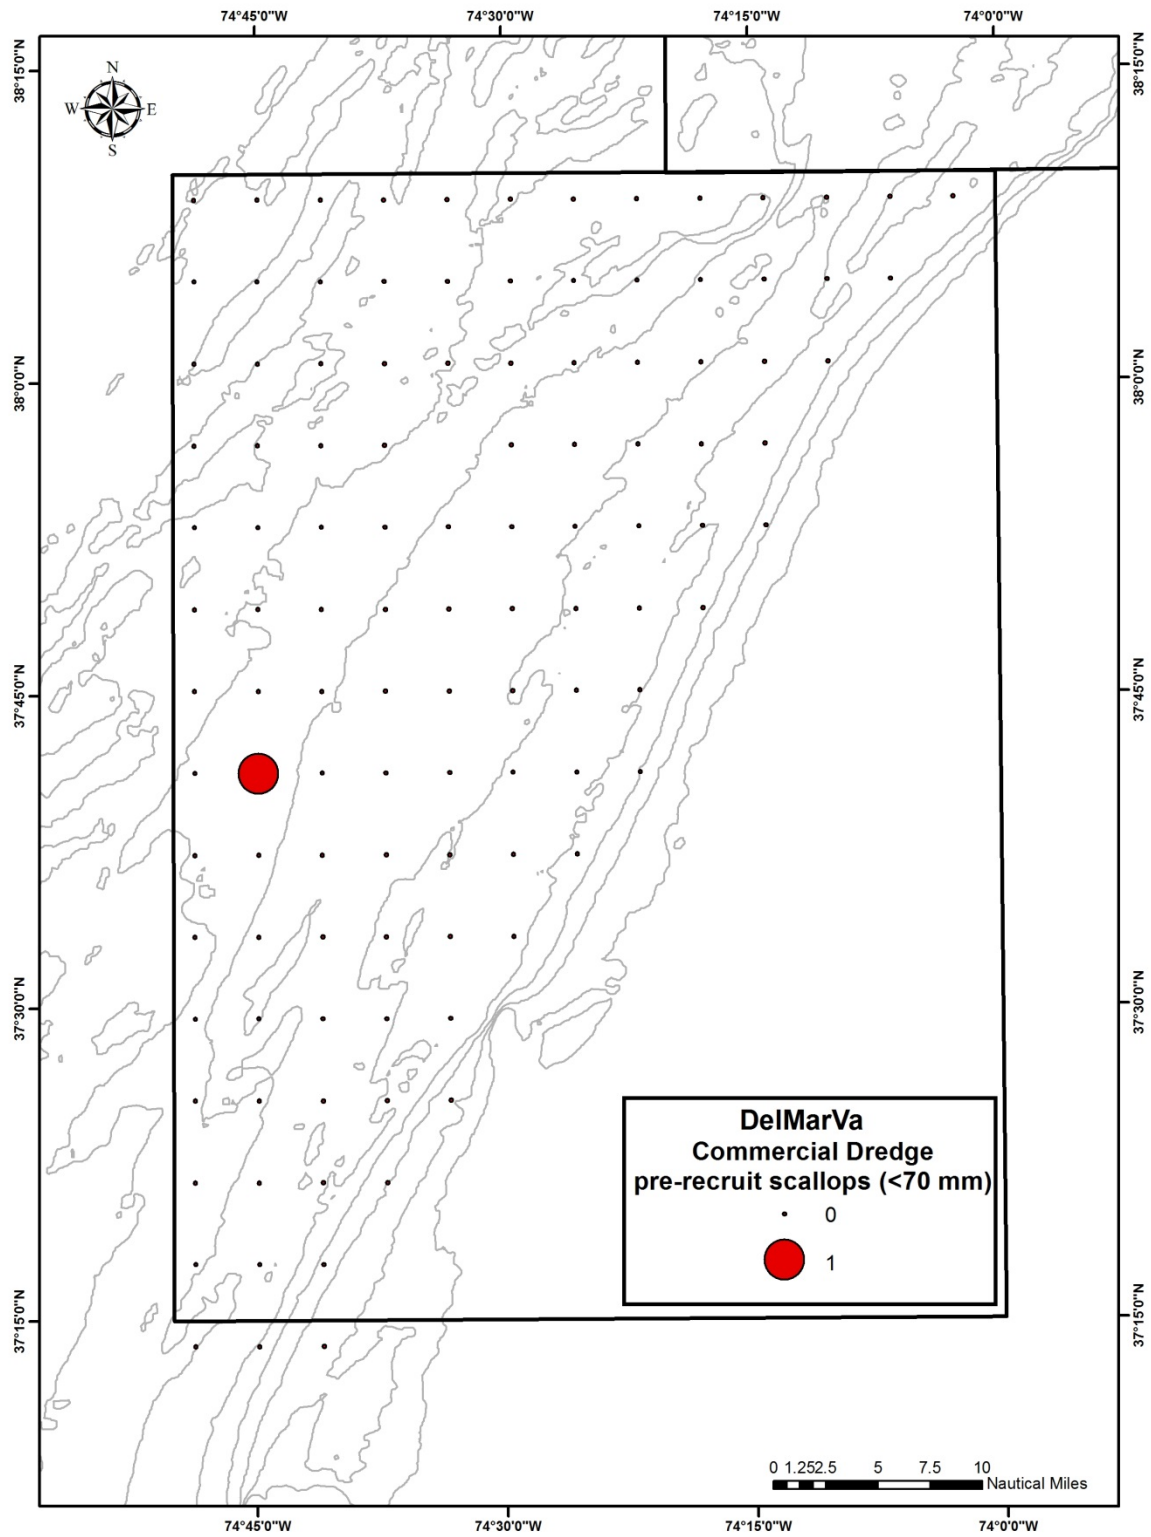 74°45'0"W 74°30'0"W 74°15'0"W 74°0'0"W
38°15'0"N 38°15'0"N
N
W E
S
38°0'0"N 38°0'0"N
37°45'0"N 37°45'0"N
37°30'0"N 37°30'0"N
DelMarVa
Commercial Dredge
pre-recruit scallops (<70 mm)
0
1
37°15'0"N 37°15'0"N
0 1.252.5 5 7.5 10
Nautical Miles
74°45'0"W 74°30'0"W 74°15'0"W 74°0'0"W